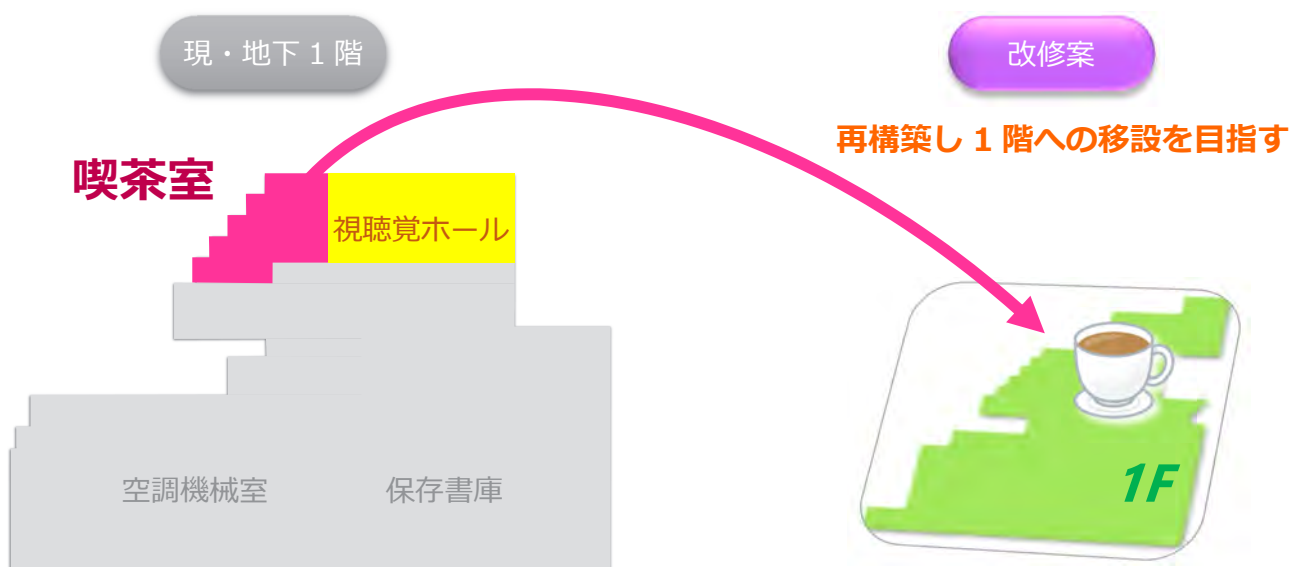 現・地下 1 階
改修案
再構築し 1 階への移設を目指す
喫茶室
視聴覚ホール
空調機械室
保存書庫
1F